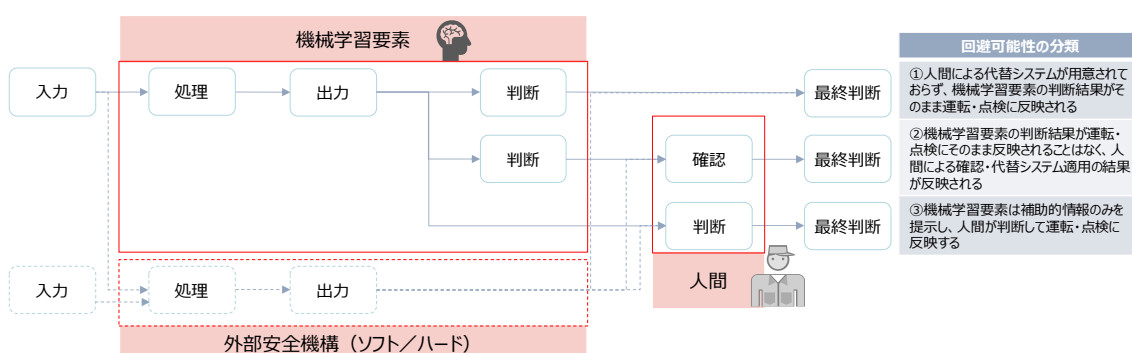 機械学習要素
回避可能性の分類
入力
処理
出力
判断
最終判断
①人間による代替システムが用意されて
おらず、機械学習要素の判断結果がそ
のまま運転・点検に反映される
判断
確認
最終判断
②機械学習要素の判断結果が運転・
点検にそのまま反映されることはなく、人
間による確認・代替システム適用の結果
が反映される
判断
最終判断
③機械学習要素は補助的情報のみを
提示し、人間が判断して運転・点検に
反映する
人間
入力
処理
出力
外部安全機構（ソフト／ハード）